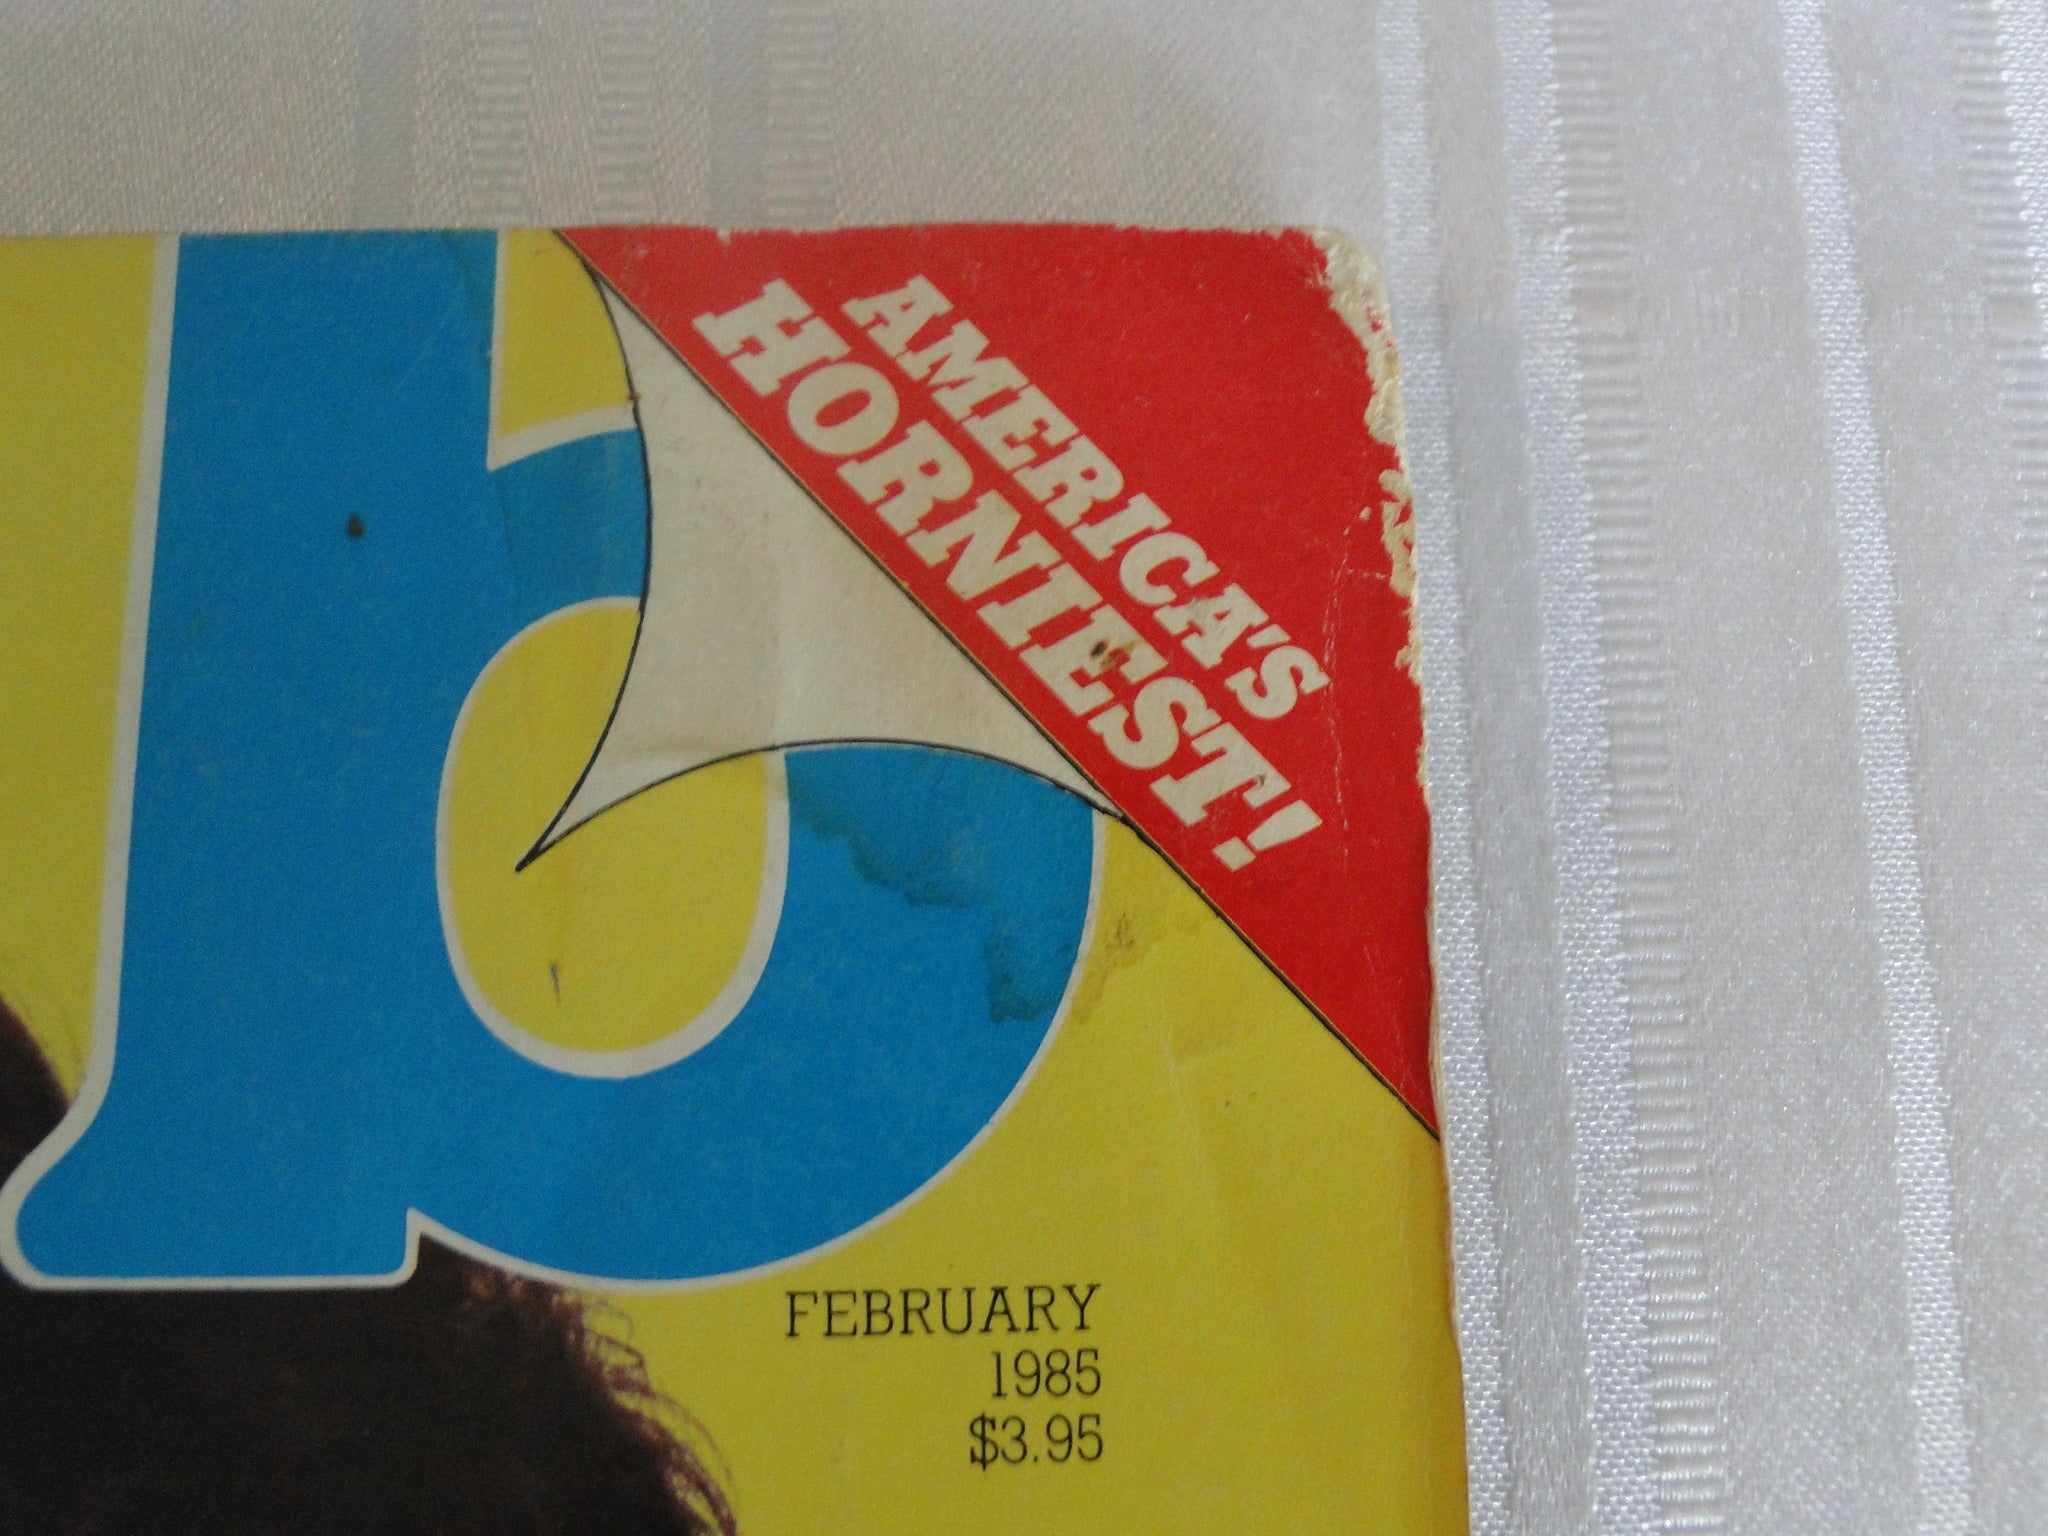 b
AMERICA'S
HORNIEST!
FEBRUARY
1985
$3.95